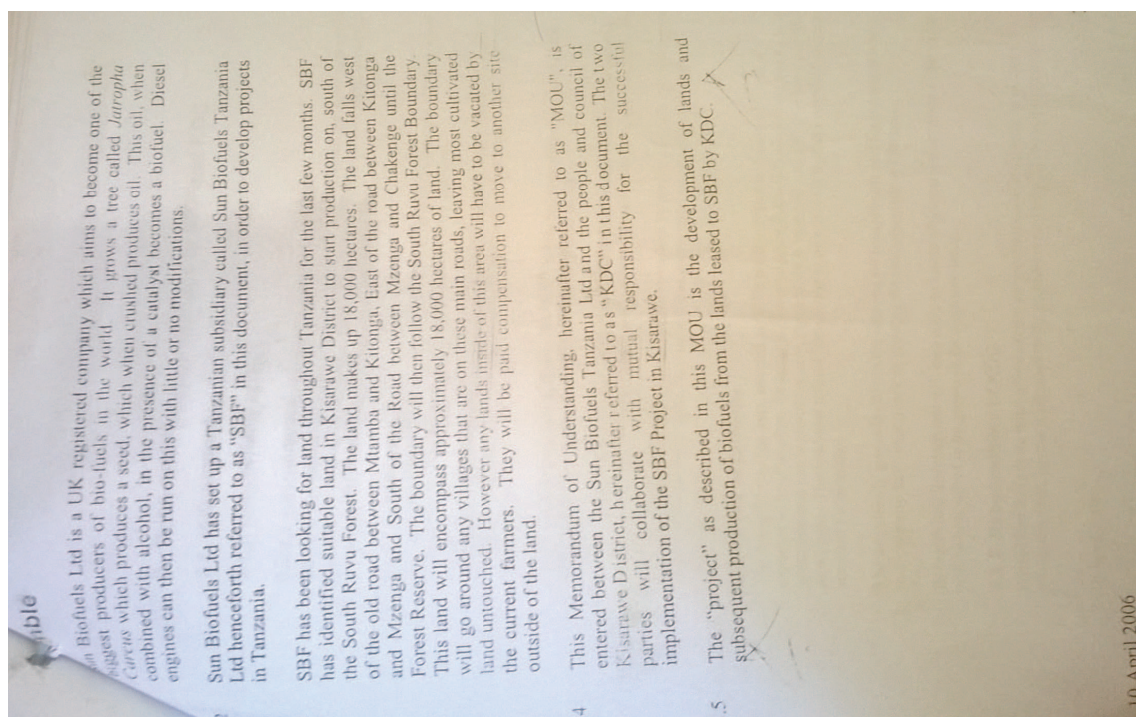 Biofuels Ltd is a UK registered company which aims to become one of the
biggest producers of bio-fuels in the world. It grows a tree called Jatropha
Curcus which produces a seed, which when crushed produces oil. This oil, when
combined with alcohol, in the presence of a catalyst becomes a biofuel. Diesel
engines can then be run on this with little or no modifications.
Sun Biofuels Ltd has set up a Tanzanian subsidiary called Sun Biofuels Tanzania
Ltd henceforth referred to as "SBF" in this document, in order to develop projects
in Tanzania.
SBF has been looking for land throughout Tanzania for the last few months. SBF
has identified suitable land in Kisarawe District to start production on, south of
the South Ruvu Forest. The land makes up 18,000 hectares. The land falls west
of the old road between Mtamba and Kitonga, East of the road between Kitonga
and Mzenga and South of the Road between Mzenga and Chakenge until the
Forest Reserve. The boundary will then follow the South Ruvu Forest Boundary.
This land will encompass approximately 18,000 hectares of land. The boundary
will go around any villages that are on these main roads, leaving most cultivated
land untouched. However any lands inside of this area will have to be vacated by
the current farmers. They will be paid compensation to move to another site
outside of the land.
4 This Memorandum of Understanding, hereinafter referred to as "MOU", is
entered between the Sun Biofuels Tanzania Ltd and the people and council of
Kisarawe District, hereinafter referred to as "KDC" in this document. The two
parties will collaborate with mutual responsibility for the successful
implementation of the SBF Project in Kisarawe.
.5 The "project" as described in this MOU is the development of lands and
subsequent production of biofuels from the lands leased to SBF by KDC.
10 April 2006